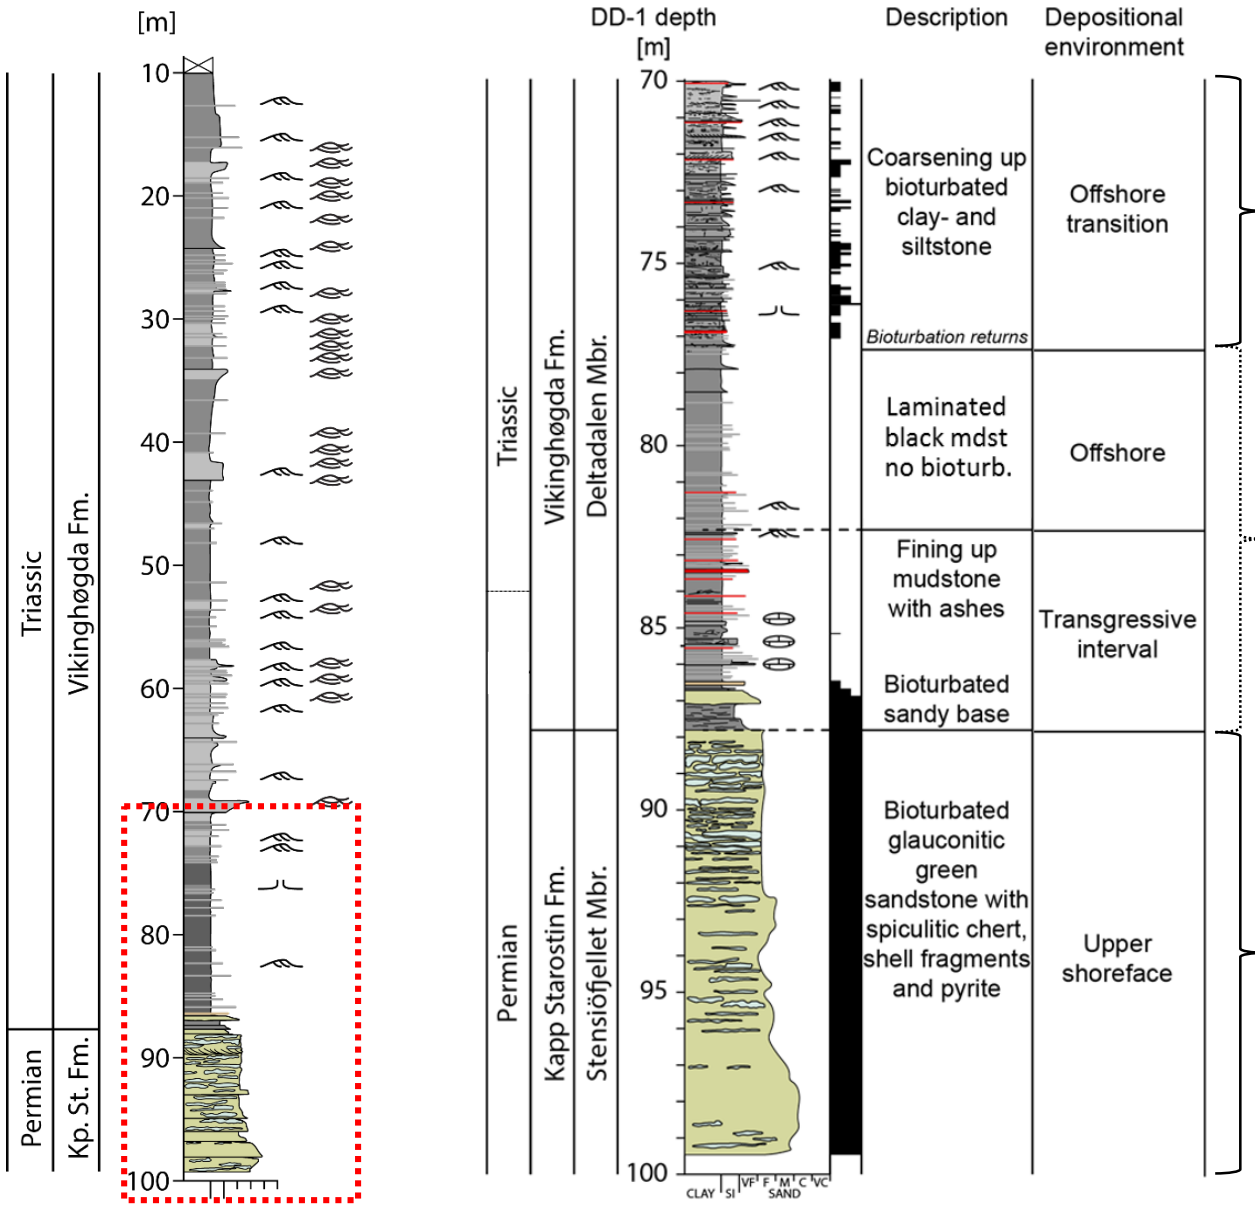 [m]
10
20
30
40
50
60
70
80
90
100
Triassic
Vikinghøgda Fm.
Permian
Kp. St. Fm.
DD-1 depth
[m]
Description
Depositional
environment
70
75
80
85
90
95
100
Triassic
Vikinghøgda Fm.
Deltadalen Mbr.
Permian
Kapp Starostin Fm.
Stensiöfjellet Mbr.
Coarsening up
bioturbated
clay- and
siltstone
Bioturbation returns
Offshore
transition
Laminated
black mdst
no bioturb.
Offshore
Fining up
mudstone
with ashes
Transgressive
interval
Bioturbated
sandy base
Bioturbated
glauconitic
green
sandstone with
spiculitic chert,
shell fragments
and pyrite
Upper
shoreface
CLAY SI VF F M C VC
SAND